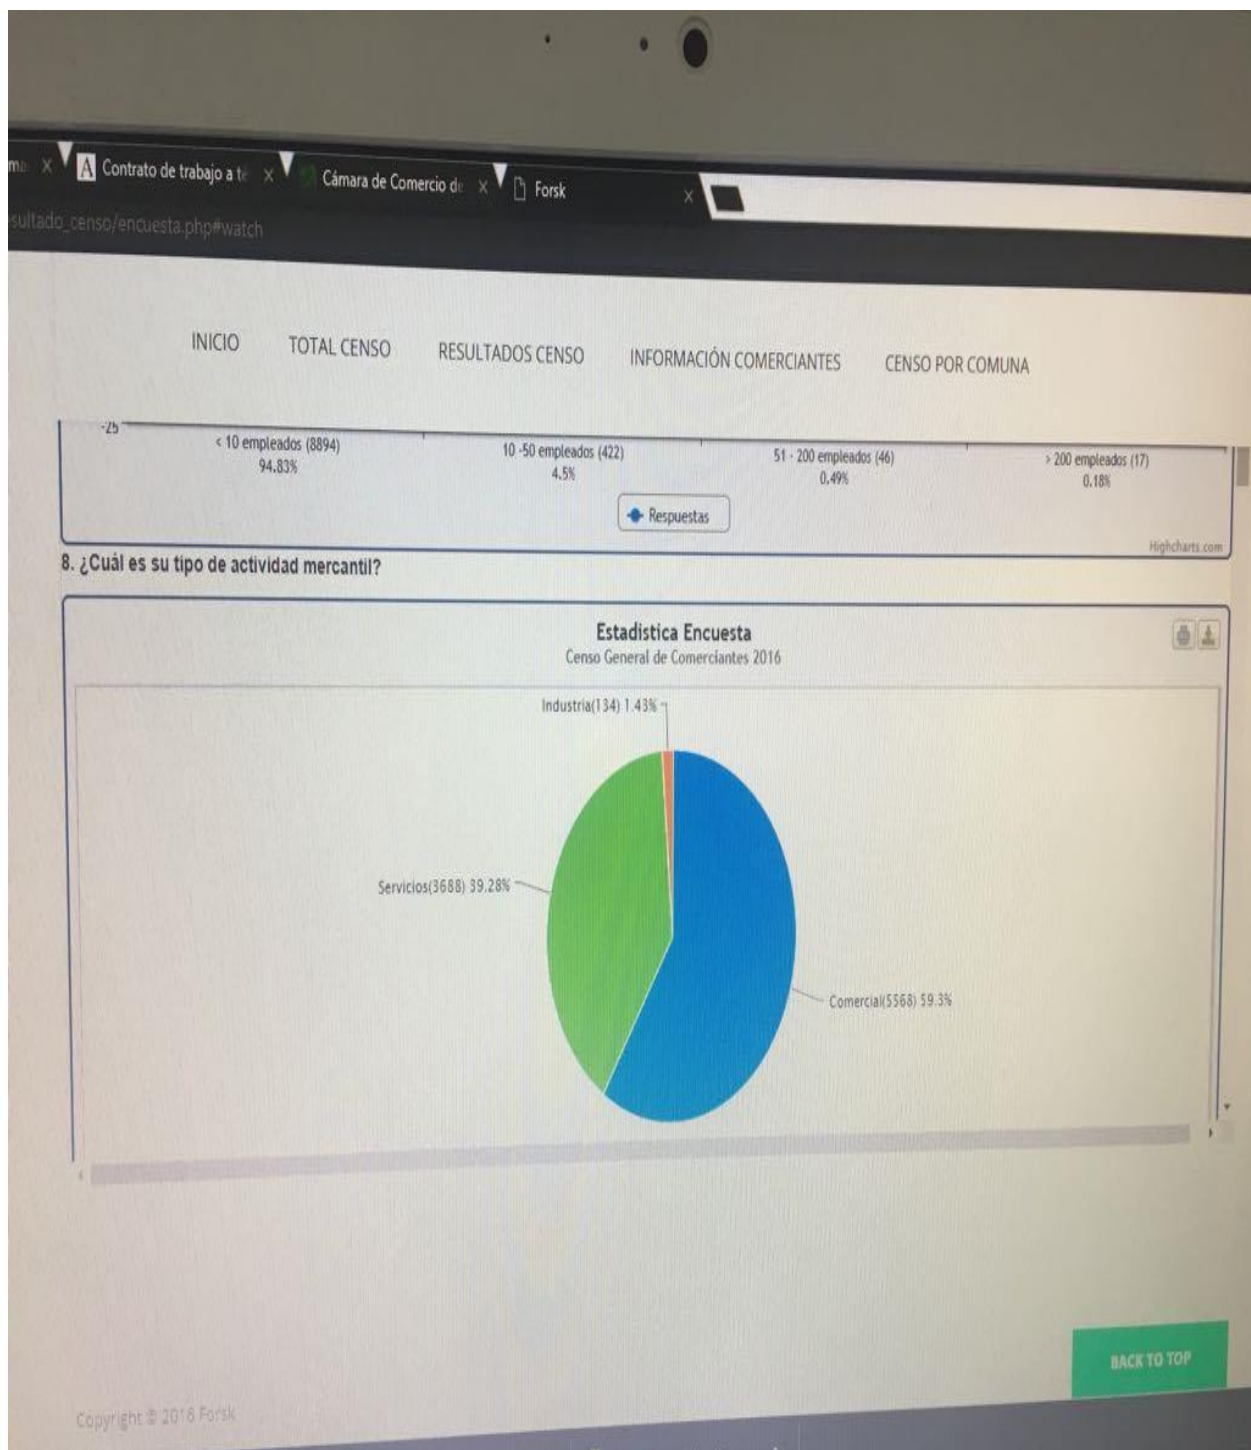 A Contrato de trabajo a té Cámara de Comercio de Forsk
sultado_censo/encuesta.php#watch
INICIO TOTAL CENSO RESULTADOS CENSO INFORMACIÓN COMERCIANTES CENSO POR COMUNA
-25
< 10 empleados (8894) 10 -50 empleados (422) 51 - 200 empleados (46) > 200 empleados (17)
94.83% 4.5% 0.49% 0.18%
Respuestas
Highcharts.com
8. ¿Cuál es su tipo de actividad mercantil?
Estadistica Encuesta
Censo General de Comerciantes 2016
Industria(134) 1.43%
Servicios(3688) 39.28%
Comercial(5568) 59.3%
BACK TO TOP
Copyright © 2016 Forsk